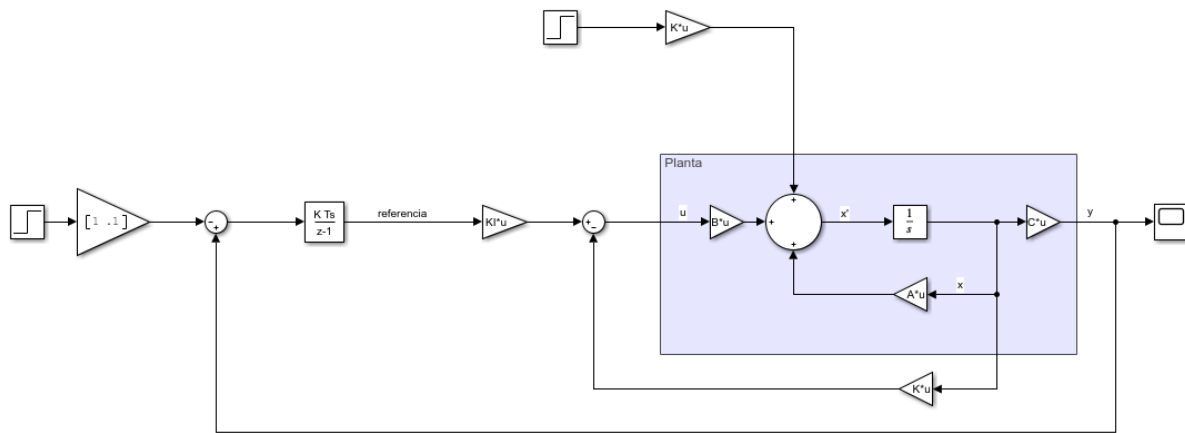 K*u
Planta
[1 .1]
-
+
K Ts
z-1
referencia
KI*u
+
-
u
B*u
+
+
+
x'
1
s
C*u
y
A*u
x
K*u